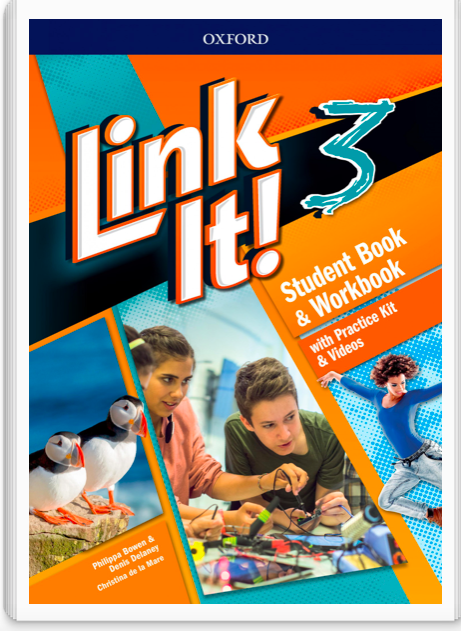 OXFORD
Link
It!
3
Student Book
& Workbook
with Practice Kit
& Videos
Philippa Bowen &
Denis Delaney
Christina de la Mare